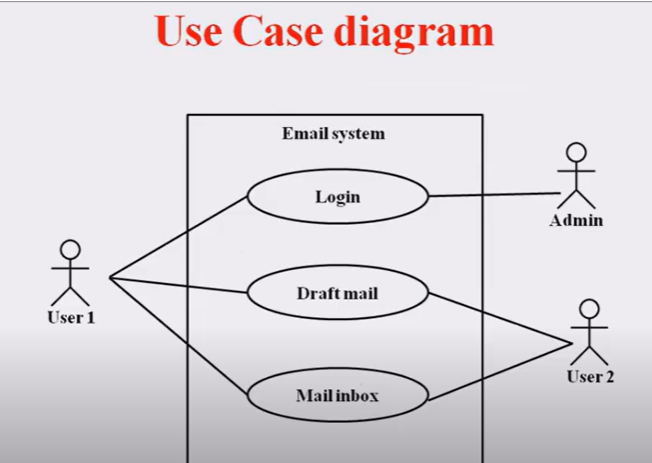 Use Case diagram
Email system
Login
Admin
Draft mail
User 1
User 2
Mail inbox